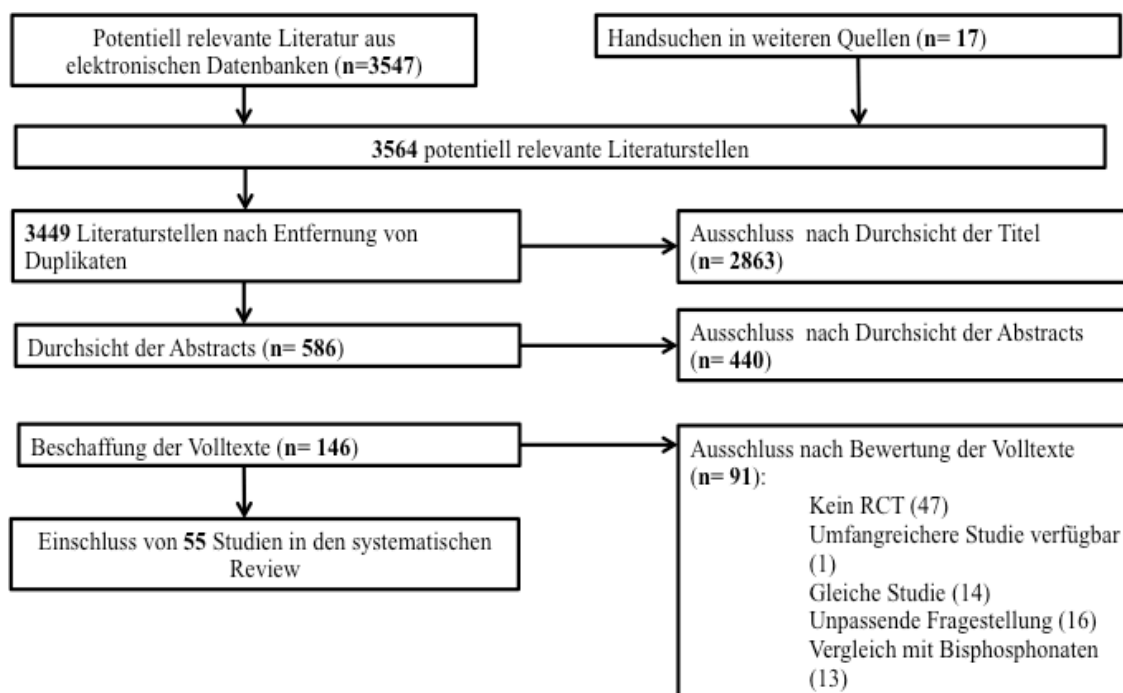 Potentiell relevante Literatur aus
elektronischen Datenbanken (n=3547)
Handsuchen in weiteren Quellen (n= 17)
3564 potentiell relevante Literaturstellen
3449 Literaturstellen nach Entfernung von
Duplikaten
Ausschluss nach Durchsicht der Titel
(n= 2863)
Durchsicht der Abstracts (n= 586)
Ausschluss nach Durchsicht der Abstracts
(n= 440)
Beschaffung der Volltexte (n= 146)
Ausschluss nach Bewertung der Volltexte
(n= 91):
Kein RCT (47)
Umfangreichere Studie verfügbar
(1)
Gleiche Studie (14)
Unpassende Fragestellung (16)
Vergleich mit Bisphosphonaten
(13)
Einschluss von 55 Studien in den systematischen
Review